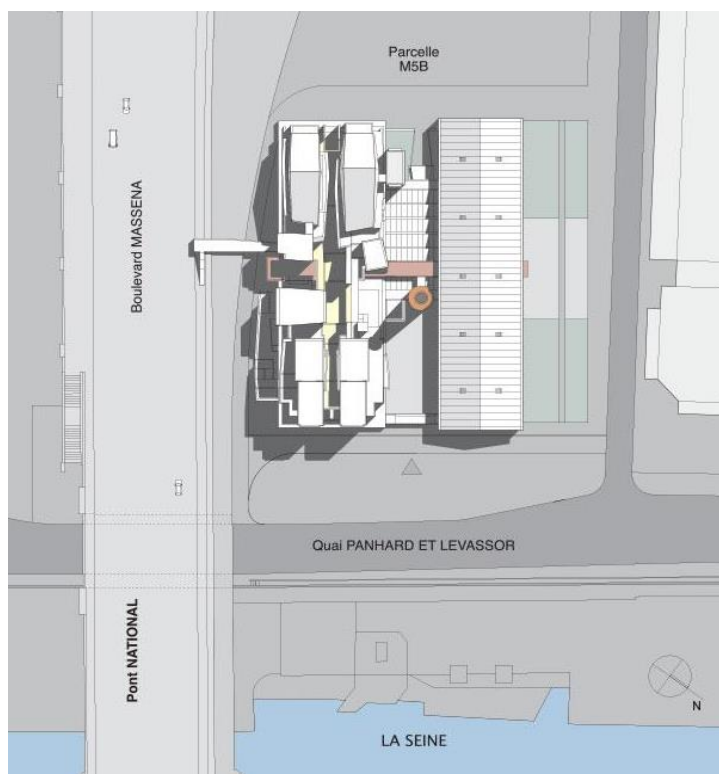 Parcelle
M5B
Boulevard MASSENA
Quai PANHARD ET LEVASSOR
Pont NATIONAL
N
LA SEINE